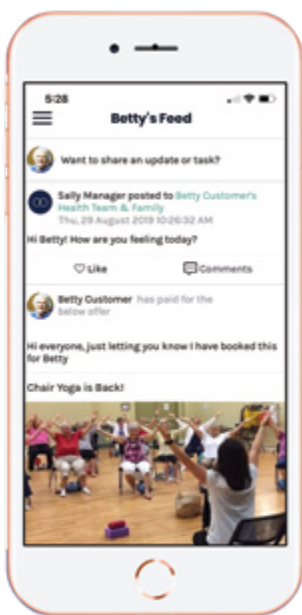 5:28
Betty's Feed
Want to share an update or task?
Sally Manager posted to Betty Customer's
Health Team & Family
Thu, 29 August 2019 10:26:32 AM
Hi Betty! How are you feeling today?
Like
Comments
Betty Customer has paid for the
below offer
Hi everyone, just letting you know I have booked this
for Betty
Chair Yoga is Back!